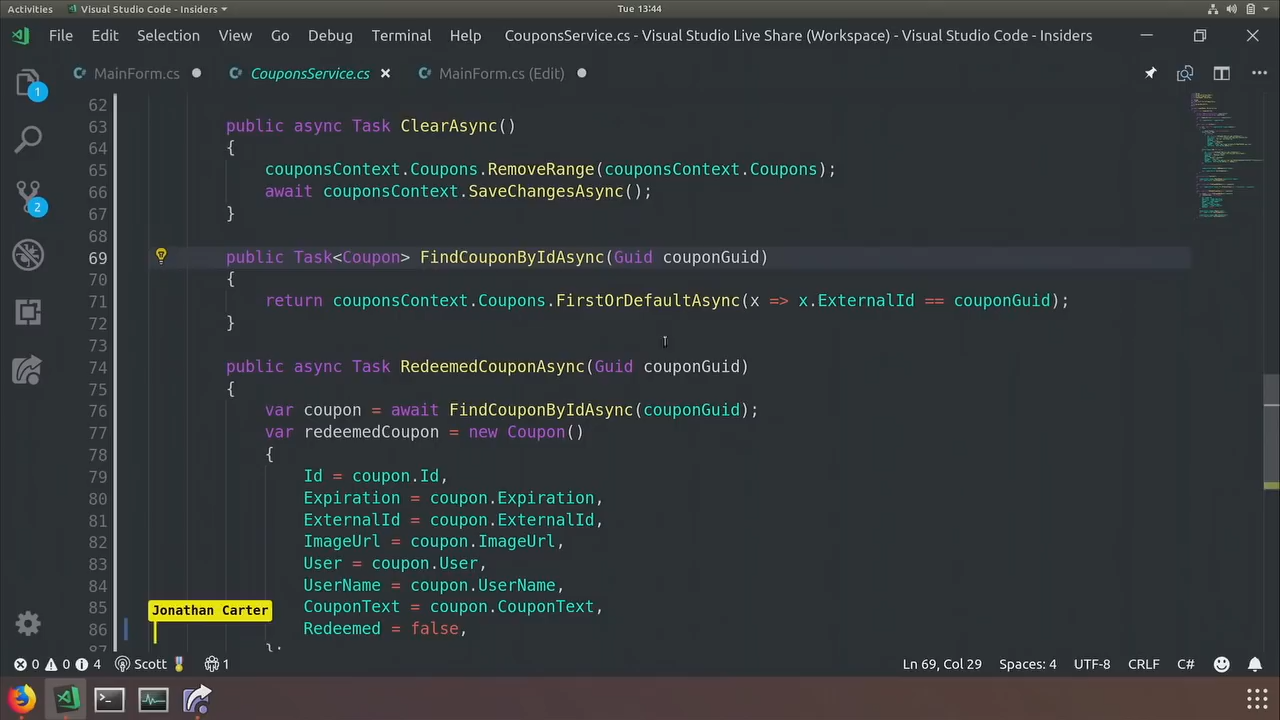 Activities Visual Studio Code - Insiders Tue 13:44
File Edit Selection View Go Debug Terminal Help CouponsService.cs - Visual Studio Live Share (Workspace) - Visual Studio Code - Insiders
MainForm.cs CouponsService.cs MainForm.cs (Edit)
1
2
62
63 public async Task ClearAsync()
64 {
65 couponsContext.Coupons.RemoveRange(couponsContext.Coupons);
66 await couponsContext.SaveChangesAsync();
67 }
68
69 public Task<Coupon> FindCouponByIdAsync(Guid couponGuid)
70 {
71 return couponsContext.Coupons.FirstOrDefaultAsync(x => x.ExternalId == couponGuid);
72 }
73
74 public async Task RedeemedCouponAsync(Guid couponGuid)
75 {
76 var coupon = await FindCouponByIdAsync(couponGuid);
77 var redeemedCoupon = new Coupon()
78 {
79 Id = coupon.Id,
80 Expiration = coupon.Expiration,
81 ExternalId = coupon.ExternalId,
82 ImageUrl = coupon.ImageUrl,
83 User = coupon.User,
84 UserName = coupon.UserName,
85 CouponText = coupon.CouponText,
Jonathan Carter
86 Redeemed = false,
87 };
0 0 4 Scott 1 Ln 69, Col 29 Spaces: 4 UTF-8 CRLF C#